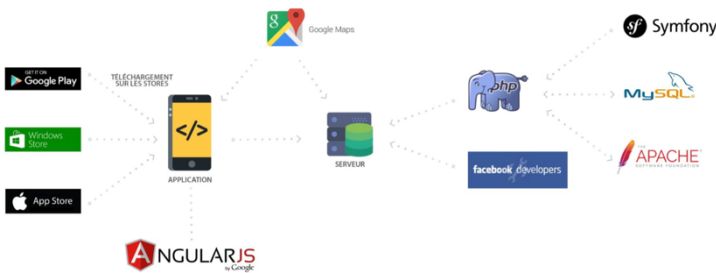 g
Google Maps
sf Symfony
GET IT ON
Google Play
TÉLÉCHARGEMENT
SUR LES STORES
php
MySQL
Windows
Store
</>
SERVEUR
THE
APACHE
SOFTWARE FOUNDATION
facebook developers
App Store
APPLICATION
ANGULARJS
by Google